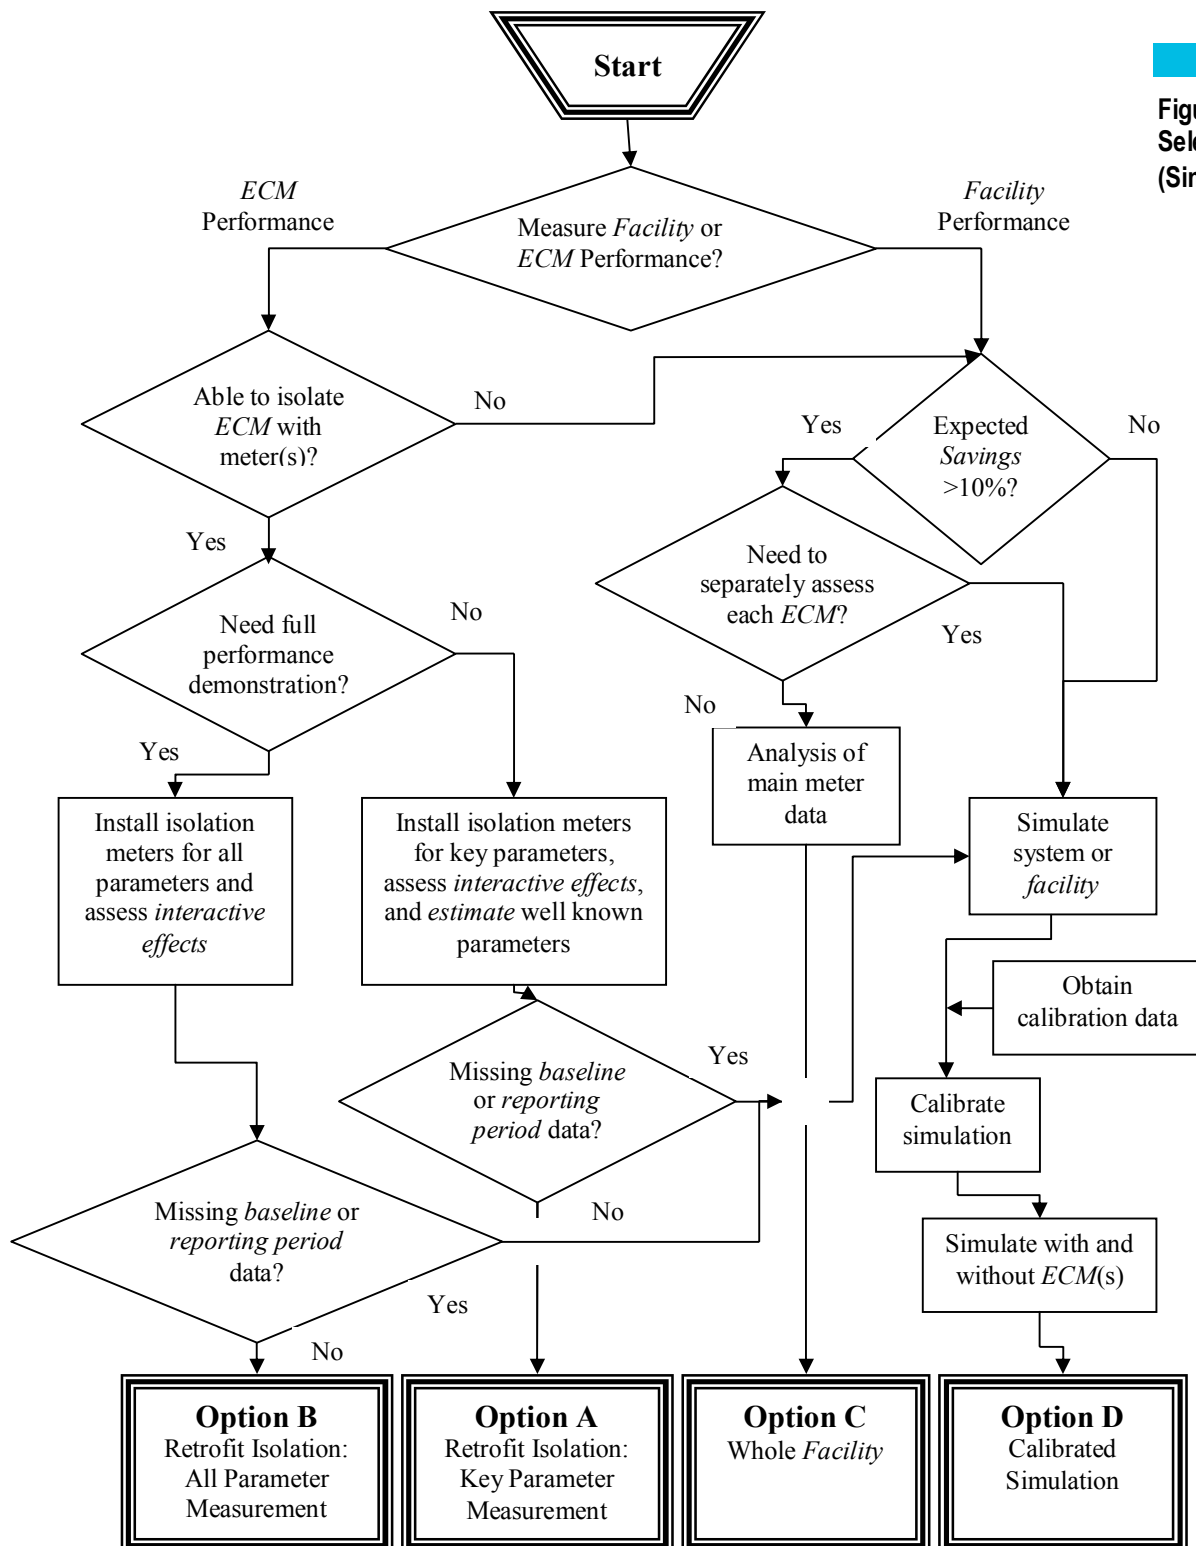 Start
Figu
Sele
(Sin
ECM
Performance
Facility
Performance
Measure Facility or
ECM Performance?
Able to isolate
ECM with
meter(s)?
No
Yes
Expected
Savings
>10%?
No
Yes
Need to
separately assess
each ECM?
Yes
No
Need full
performance
demonstration?
No
Yes
Analysis of
main meter
data
Install isolation
meters for all
parameters and
assess interactive
effects
Install isolation meters
for key parameters,
assess interactive effects,
and estimate well known
parameters
Simulate
system or
facility
Obtain
calibration data
Missing baseline
or reporting
period data?
Yes
No
Calibrate
simulation
Missing baseline or
reporting period
data?
Yes
No
Simulate with and
without ECM(s)
Option B
Retrofit Isolation:
All Parameter
Measurement
Option A
Retrofit Isolation:
Key Parameter
Measurement
Option C
Whole Facility
Option D
Calibrated
Simulation